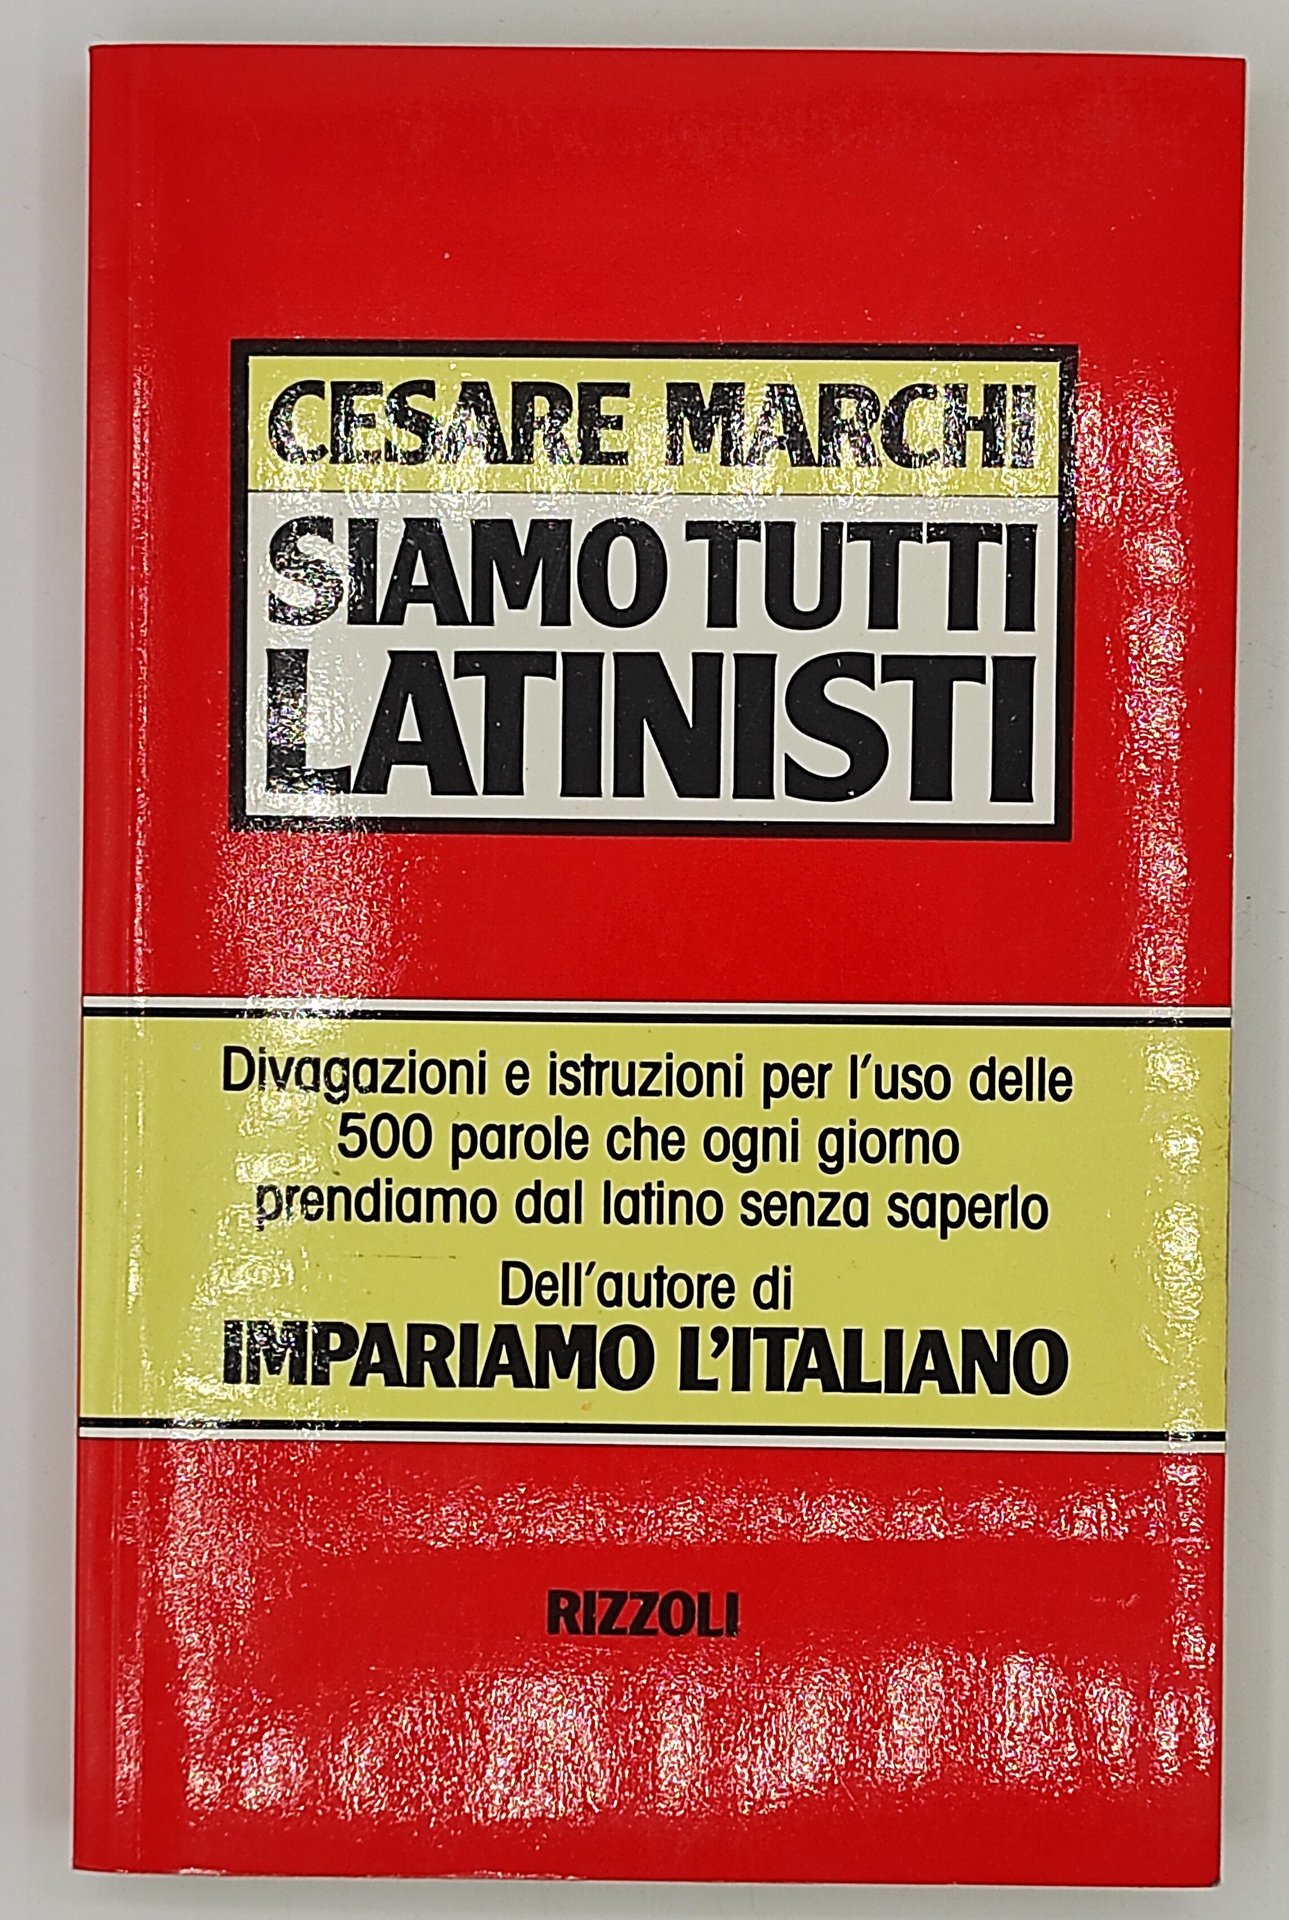 CESARE MARCHI
SIAMO TUTTI
LATINISTI
Divagazioni e istruzioni per l'uso delle
500 parole che ogni giorno
prendiamo dal latino senza saperlo
Dell'autore di
IMPARIAMO L'ITALIANO
RIZZOLI